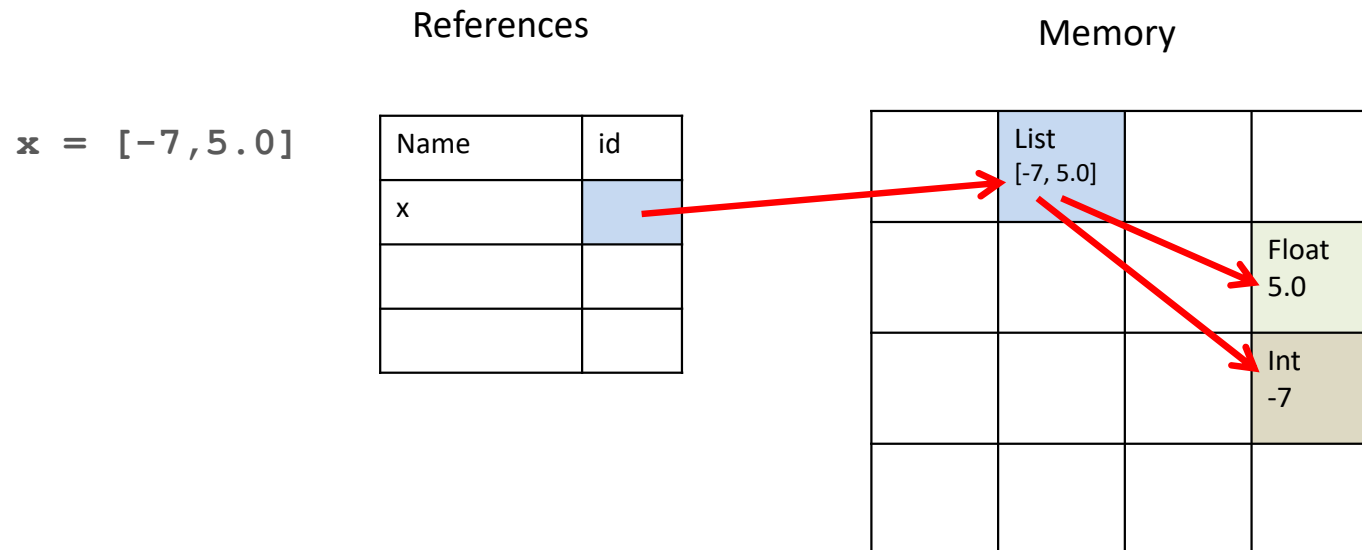 References
Memory
x = [-7,5.0]
Name id
x
List
[-7, 5.0]
Float
5.0
Int
-7